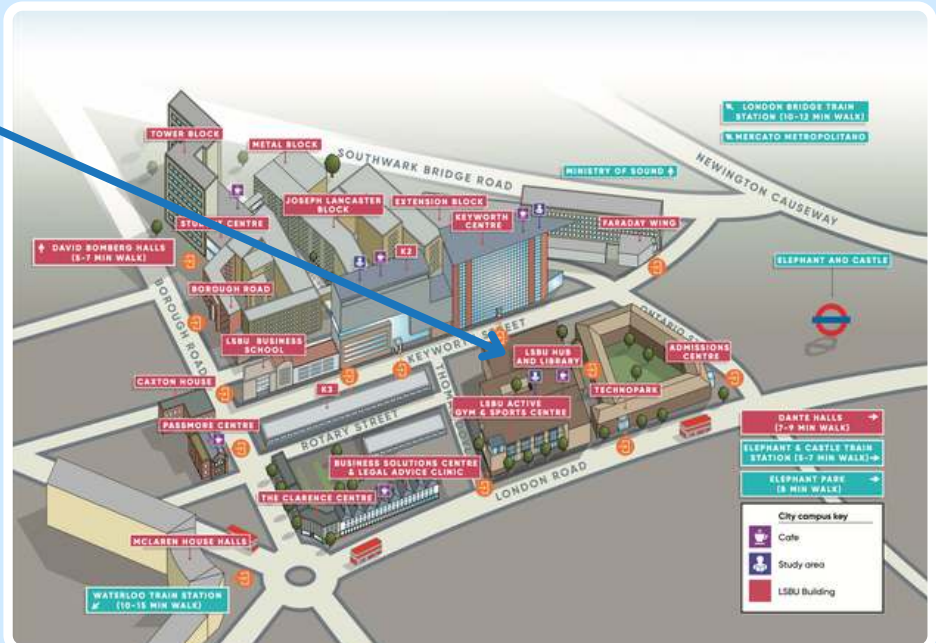 LONDON BRIDGE TRAIN
STATION (10-12 MIN WALK)
MERCATO METROPOLITANO
TOWER BLOCK
METAL BLOCK
SOUTHWARK BRIDGE ROAD
NEWINGTON CAUSEWAY
MINISTRY OF SOUND
JOSEPH LANCASTER
BLOCK
EXTENSION BLOCK
STUDENT CENTRE
KEYWORTH
CENTRE
FARADAY WING
DAVID BOMBERG HALLS
(5-7 MIN WALK)
K2
ELEPHANT AND CASTLE
BOROUGH ROAD
BOROUGH ROAD
LSBU BUSINESS
SCHOOL
KEYWORTH STREET
ONTARIO
LSBU HUB
AND LIBRARY
ADMISSIONS
CENTRE
CAXTON HOUSE
K3
TECHNOPARK
LSBU ACTIVE
GYM & SPORTS CENTRE
PASSMORE CENTRE
ROTARY STREET
DANTE HALLS
(7-9 MIN WALK)
ELEPHANT & CASTLE TRAIN
STATION (5-7 MIN WALK)
BUSINESS SOLUTIONS CENTRE
& LEGAL ADVICE CLINIC
LONDON ROAD
ELEPHANT PARK
(8 MIN WALK)
THE CLARENCE CENTRE
City campus key
Cafe
Study area
LSBU Building
MCLAREN HOUSE HALLS
WATERLOO TRAIN STATION
(10-15 MIN WALK)